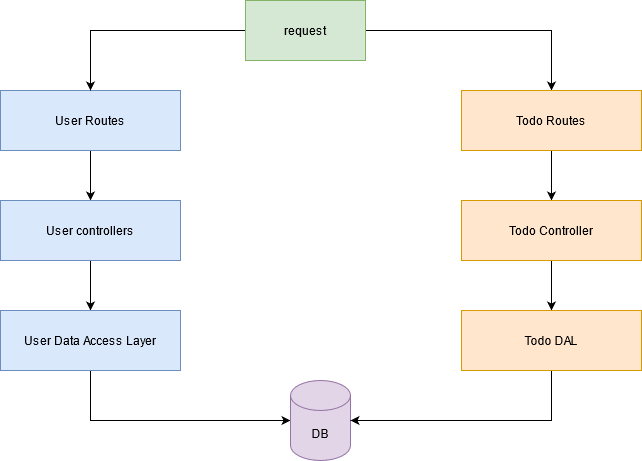 request
User Routes
Todo Routes
User controllers
Todo Controller
User Data Access Layer
Todo DAL
DB